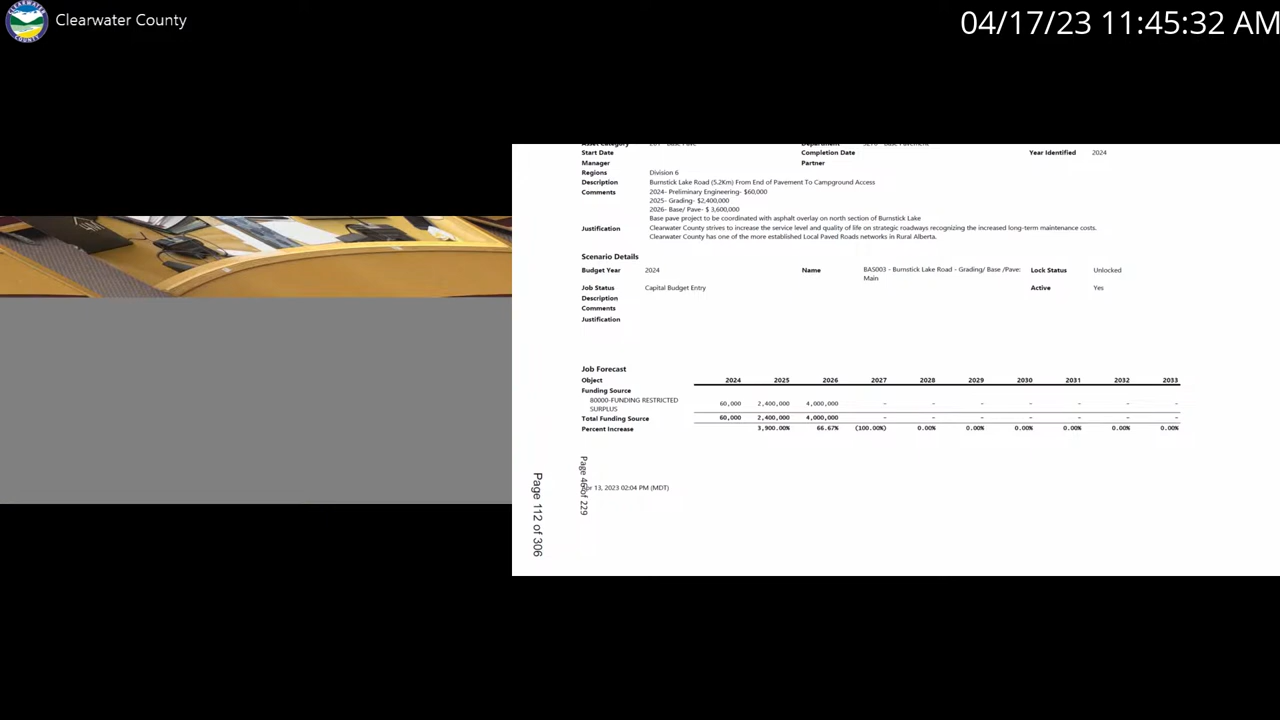 Clearwater County
04/17/23 11:45:32 AM
Start Date Completion Date Year Identified 2024
Manager Partner
Regions Division 6
Description Burnstick Lake Road (5.2Km) From End of Pavement To Campground Access
Comments 2024- Preliminary Engineering- $60,000
2025- Grading- $2,400,000
2026- Base/ Pave- $ 3,600,000
Base pave project to be coordinated with asphalt overlay on north section of Burnstick Lake
Justification Clearwater County strives to increase the service level and quality of life on strategic roadways recognizing the increased long-term maintenance costs.
Clearwater County has one of the more established Local Paved Roads networks in Rural Alberta.
Scenario Details
Budget Year 2024 Name BAS003 - Burnstick Lake Road - Grading/ Base /Pave: Lock Status Unlocked
Main
Job Status Capital Budget Entry Active Yes
Description
Comments
Justification
Job Forecast
Object 2024 2025 2026 2027 2028 2029 2030 2031 2032 2033
Funding Source
80000-FUNDING RESTRICTED
SURPLUS 60,000 2,400,000 4,000,000 - - - - - - -
Total Funding Source 60,000 2,400,000 4,000,000 - - - - - - -
Percent Increase 3,900.00% 66.67% (100.00%) 0.00% 0.00% 0.00% 0.00% 0.00% 0.00%
Page 46 of 229
13, 2023 02:04 PM (MDT)
Page 112 of 306